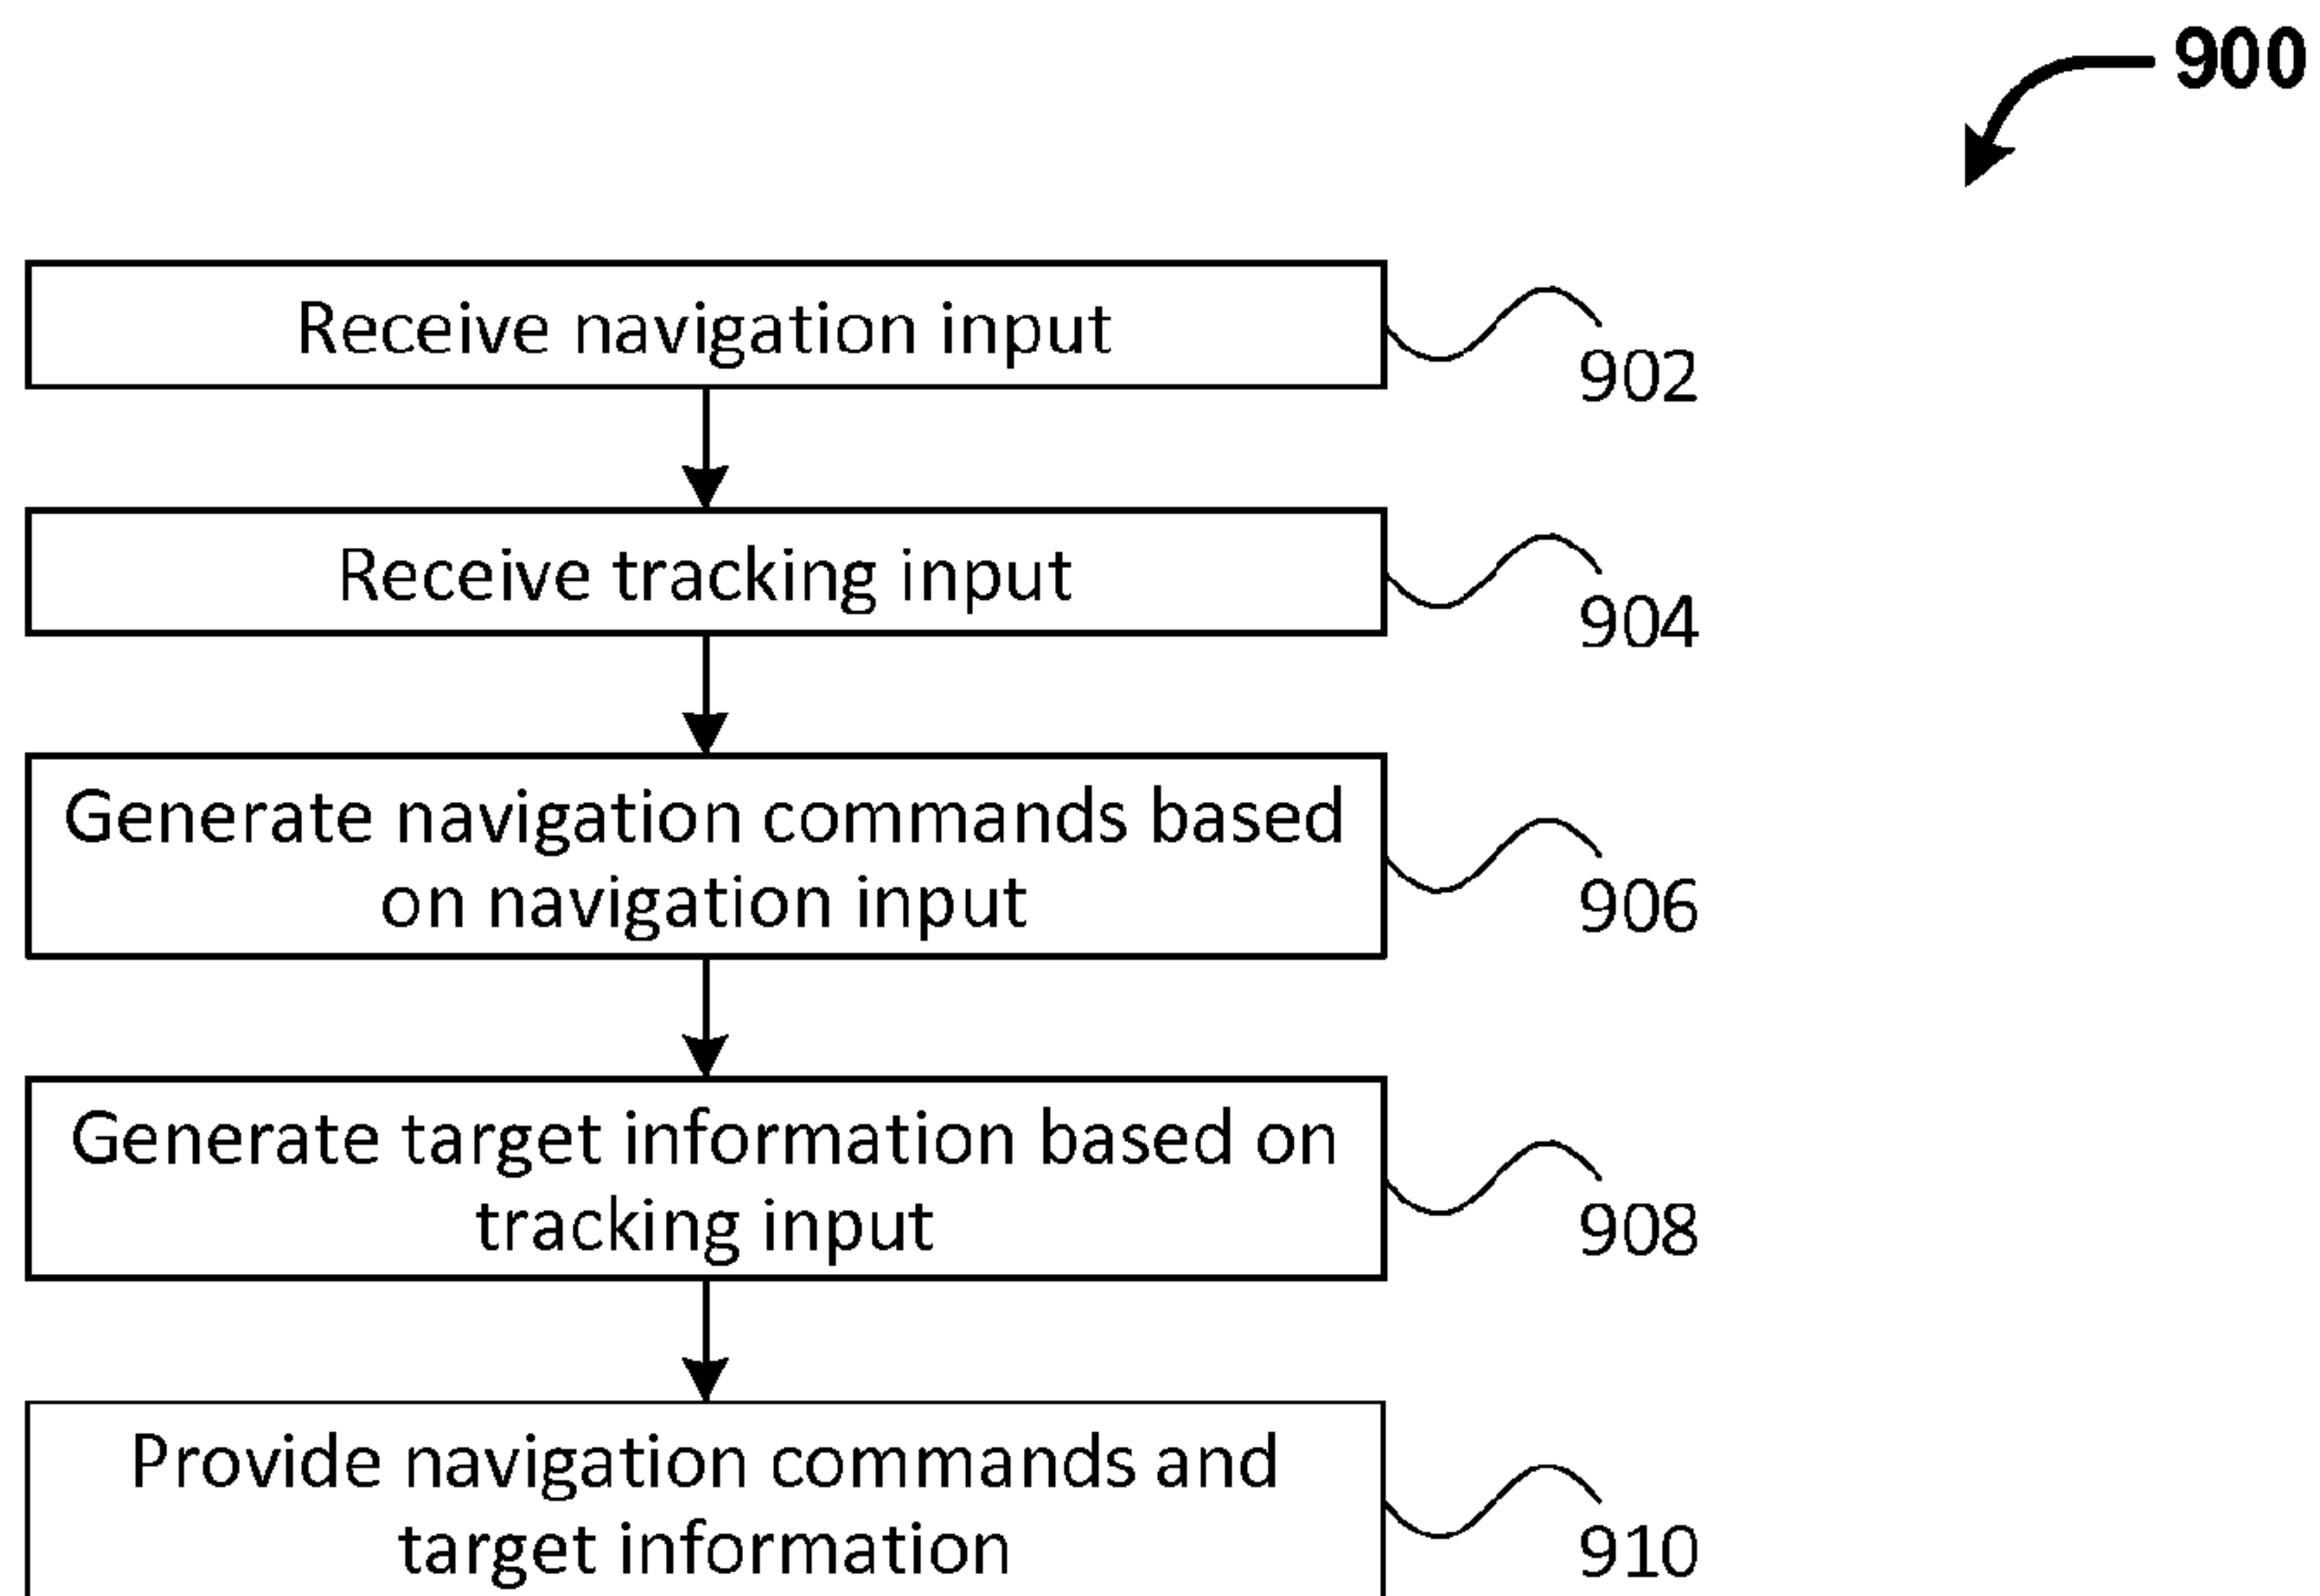 900
Receive navigation input
902
Receive tracking input
904
Generate navigation commands based
on navigation input
906
Generate target information based on
tracking input
908
Provide navigation commands and
target information
910